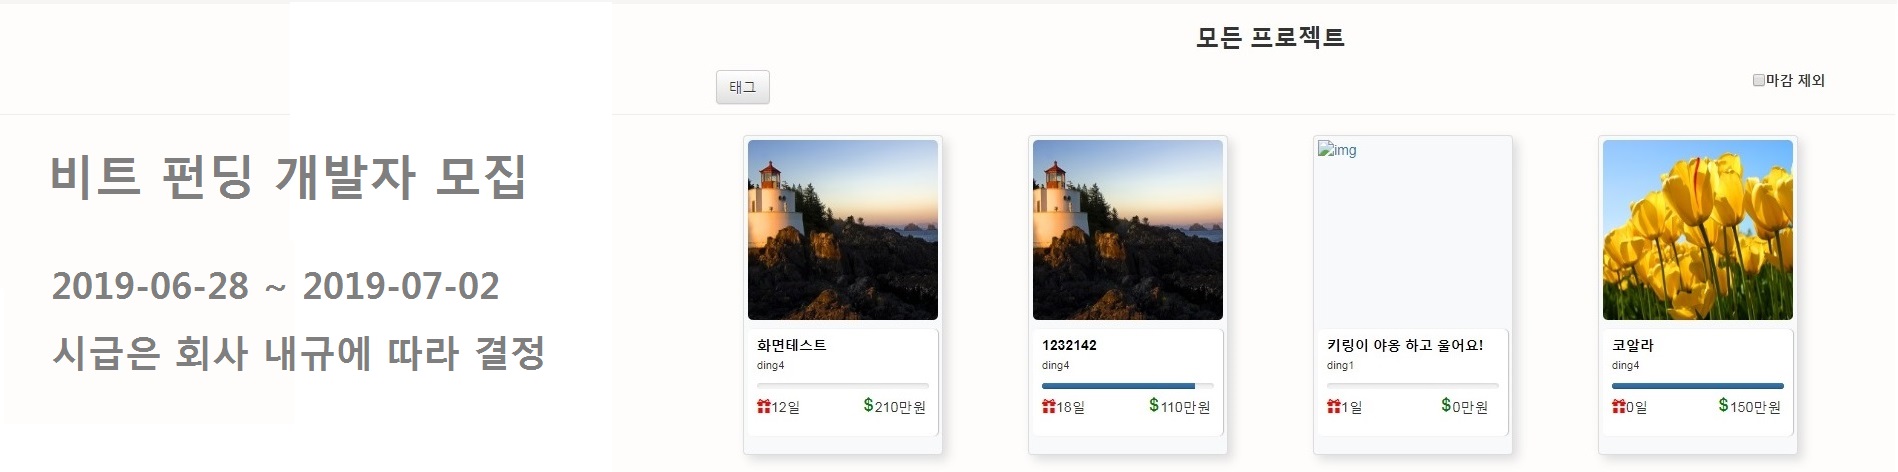 비트 펀딩 개발자 모집
2019-06-28 ~ 2019-07-02
시급은 회사 내규에 따라 결정
모든 프로젝트
태그
마감 제외
화면테스트
ding4
12일 $210만원
1232142
ding4
18일 $110만원
img
키링이 야옹 하고 울어요!
ding1
1일 $0만원
코알라
ding4
0일 $150만원